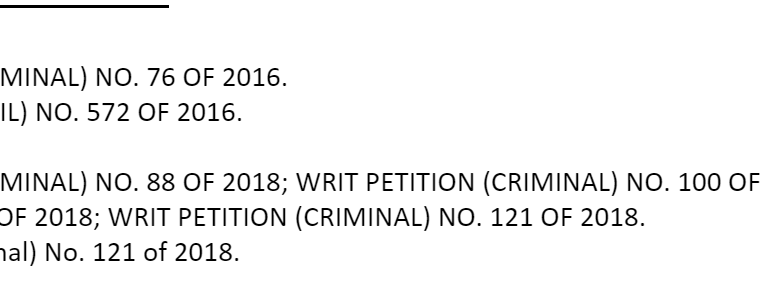 MINAL) NO. 76 OF 2016.
IL) NO. 572 OF 2016.
MINAL) NO. 88 OF 2018; WRIT PETITION (CRIMINAL) NO. 100 OF
OF 2018; WRIT PETITION (CRIMINAL) NO. 121 OF 2018.
nal) No. 121 of 2018.